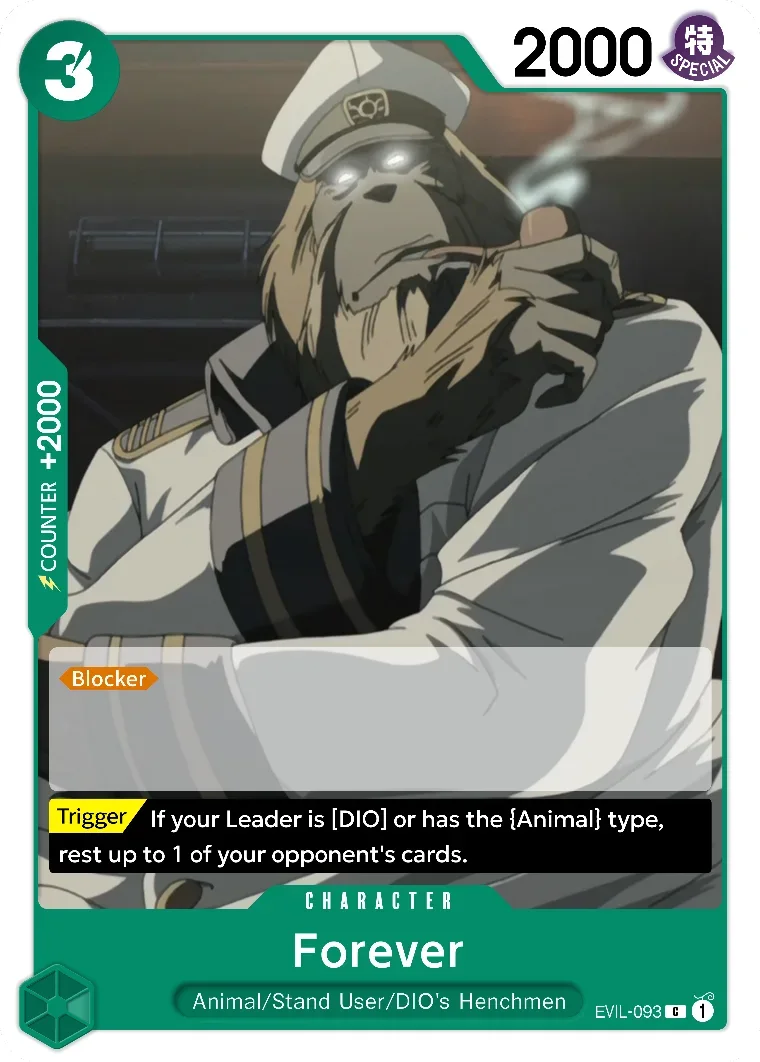 3
2000
特
SPECIAL
COUNTER +2000
Blocker
Trigger If your Leader is [DIO] or has the {Animal} type,
rest up to 1 of your opponent's cards.
CHARACTER
Forever
Animal/Stand User/DIO's Henchmen
EVIL-093 C 1